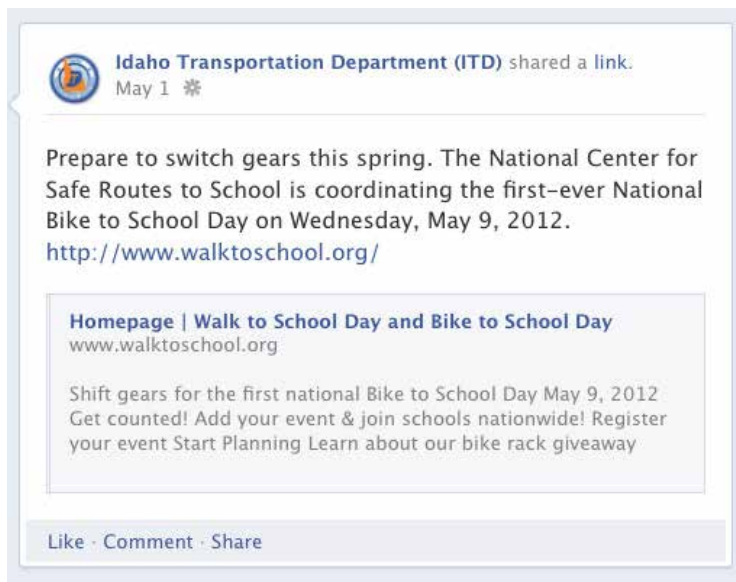 Idaho Transportation Department (ITD) shared a link.
May 1
Prepare to switch gears this spring. The National Center for
Safe Routes to School is coordinating the first-ever National
Bike to School Day on Wednesday, May 9, 2012.
http://www.walktoschool.org/
Homepage | Walk to School Day and Bike to School Day
www.walktoschool.org
Shift gears for the first national Bike to School Day May 9, 2012
Get counted! Add your event & join schools nationwide! Register
your event Start Planning Learn about our bike rack giveaway
Like · Comment · Share